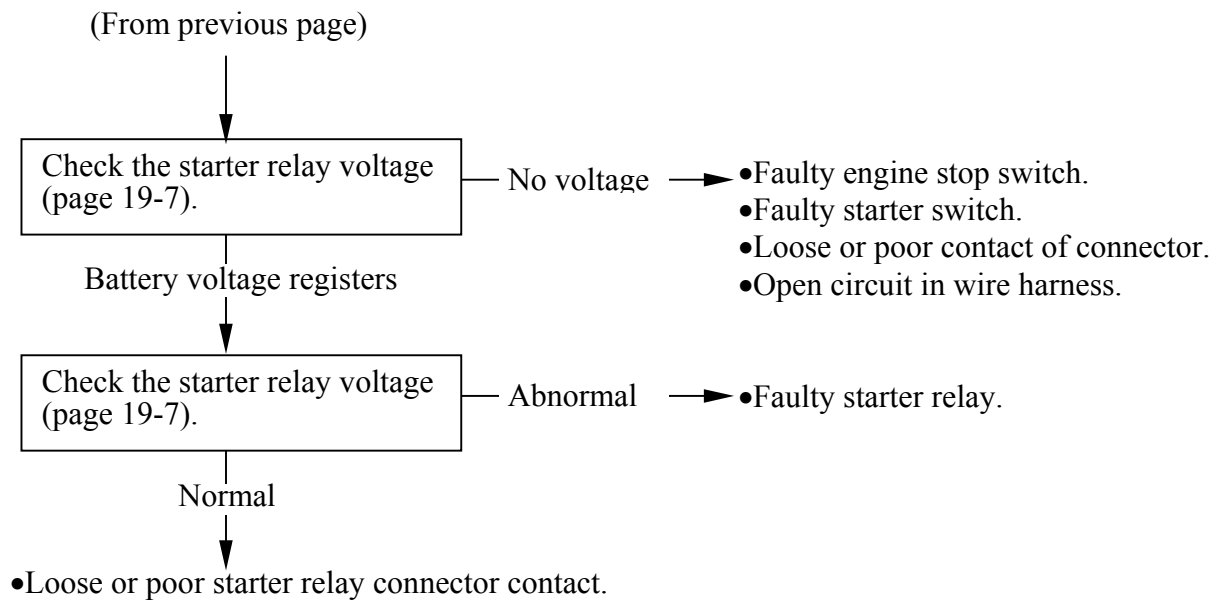 (From previous page)
Check the starter relay voltage
(page 19-7).
No voltage
•Faulty engine stop switch.
•Faulty starter switch.
•Loose or poor contact of connector.
•Open circuit in wire harness.
Battery voltage registers
Check the starter relay voltage
(page 19-7).
Abnormal
•Faulty starter relay.
Normal
•Loose or poor starter relay connector contact.